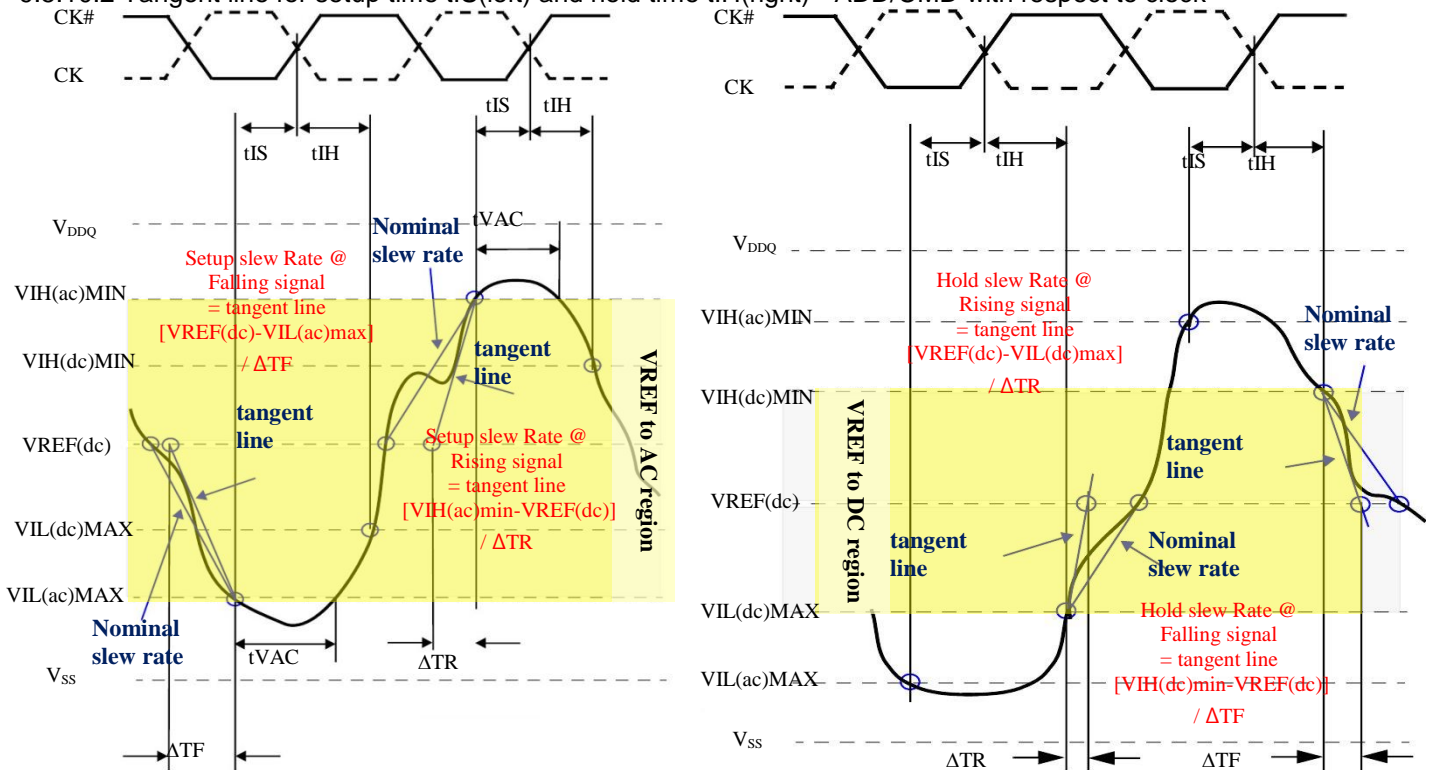 CK#
CK
tIS
tIH
tIS
tIH
VDDQ
Nominal
slew rate
tVAC
Setup slew Rate @
Falling signal
= tangent line
[VREF(dc)-VIL(ac)max]
/ ΔTF
VIH(ac)MIN
VIH(dc)MIN
tangent
line
tangent
line
VREF(dc)
Setup slew Rate @
Rising signal
= tangent line
[VIH(ac)min-VREF(dc)]
/ ΔTR
VREF to AC region
VIL(dc)MAX
VIL(ac)MAX
Nominal
slew rate
tVAC
ΔTR
VSS
ΔTF
CK#
CK
tIS
tIH
tIS
tIH
VDDQ
Hold slew Rate @
Rising signal
= tangent line
[VREF(dc)-VIL(dc)max]
/ ΔTR
VIH(ac)MIN
Nominal
slew rate
VIH(dc)MIN
VREF to DC region
tangent
line
VREF(dc)
tangent
line
Nominal
slew rate
VIL(dc)MAX
Hold slew Rate @
Falling signal
= tangent line
[VIH(dc)min-VREF(dc)]
/ ΔTF
VIL(ac)MAX
VSS
ΔTR
ΔTF